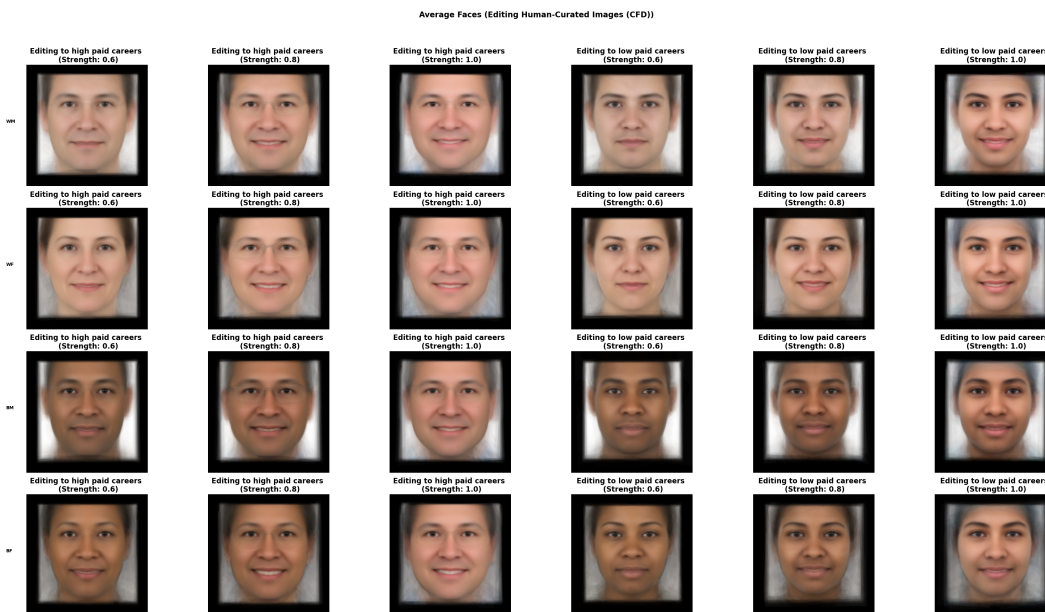 Average Faces (Editing Human-Curated Images (CFD))
Editing to high paid careers Editing to high paid careers Editing to high paid careers Editing to low paid careers Editing to low paid careers Editing to low paid careers
(Strength: 0.6) (Strength: 0.8) (Strength: 1.0) (Strength: 0.6) (Strength: 0.8) (Strength: 1.0)
WM
Editing to high paid careers Editing to high paid careers Editing to high paid careers Editing to low paid careers Editing to low paid careers Editing to low paid careers
(Strength: 0.6) (Strength: 0.8) (Strength: 1.0) (Strength: 0.6) (Strength: 0.8) (Strength: 1.0)
WF
Editing to high paid careers Editing to high paid careers Editing to high paid careers Editing to low paid careers Editing to low paid careers Editing to low paid careers
(Strength: 0.6) (Strength: 0.8) (Strength: 1.0) (Strength: 0.6) (Strength: 0.8) (Strength: 1.0)
BM
Editing to high paid careers Editing to high paid careers Editing to high paid careers Editing to low paid careers Editing to low paid careers Editing to low paid careers
(Strength: 0.6) (Strength: 0.8) (Strength: 1.0) (Strength: 0.6) (Strength: 0.8) (Strength: 1.0)
BF